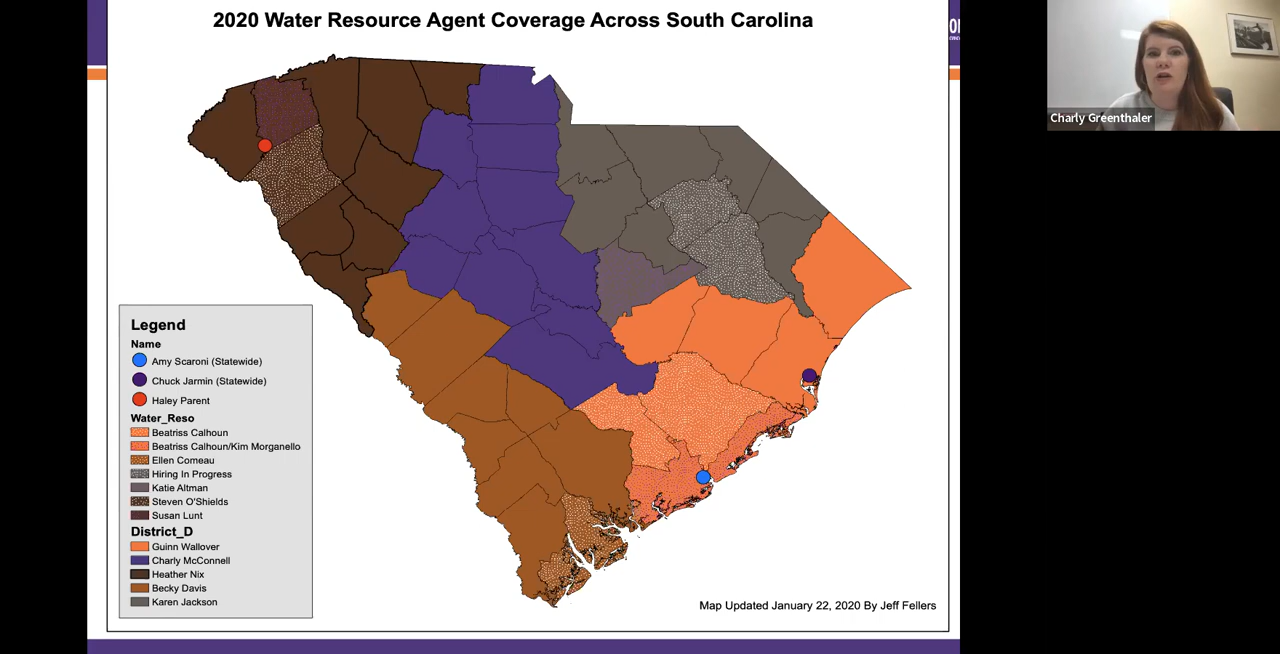 2020 Water Resource Agent Coverage Across South Carolina
Charly Greenthaler
Legend
Name
Amy Scaroni (Statewide)
Chuck Jarmin (Statewide)
Haley Parent
Water_Reso
Beatriss Calhoun
Beatriss Calhoun/Kim Morganello
Ellen Comeau
Hiring In Progress
Katie Altman
Steven O'Shields
Susan Lunt
District_D
Guinn Wallover
Charly McConnell
Heather Nix
Becky Davis
Karen Jackson
Map Updated January 22, 2020 By Jeff Fellers